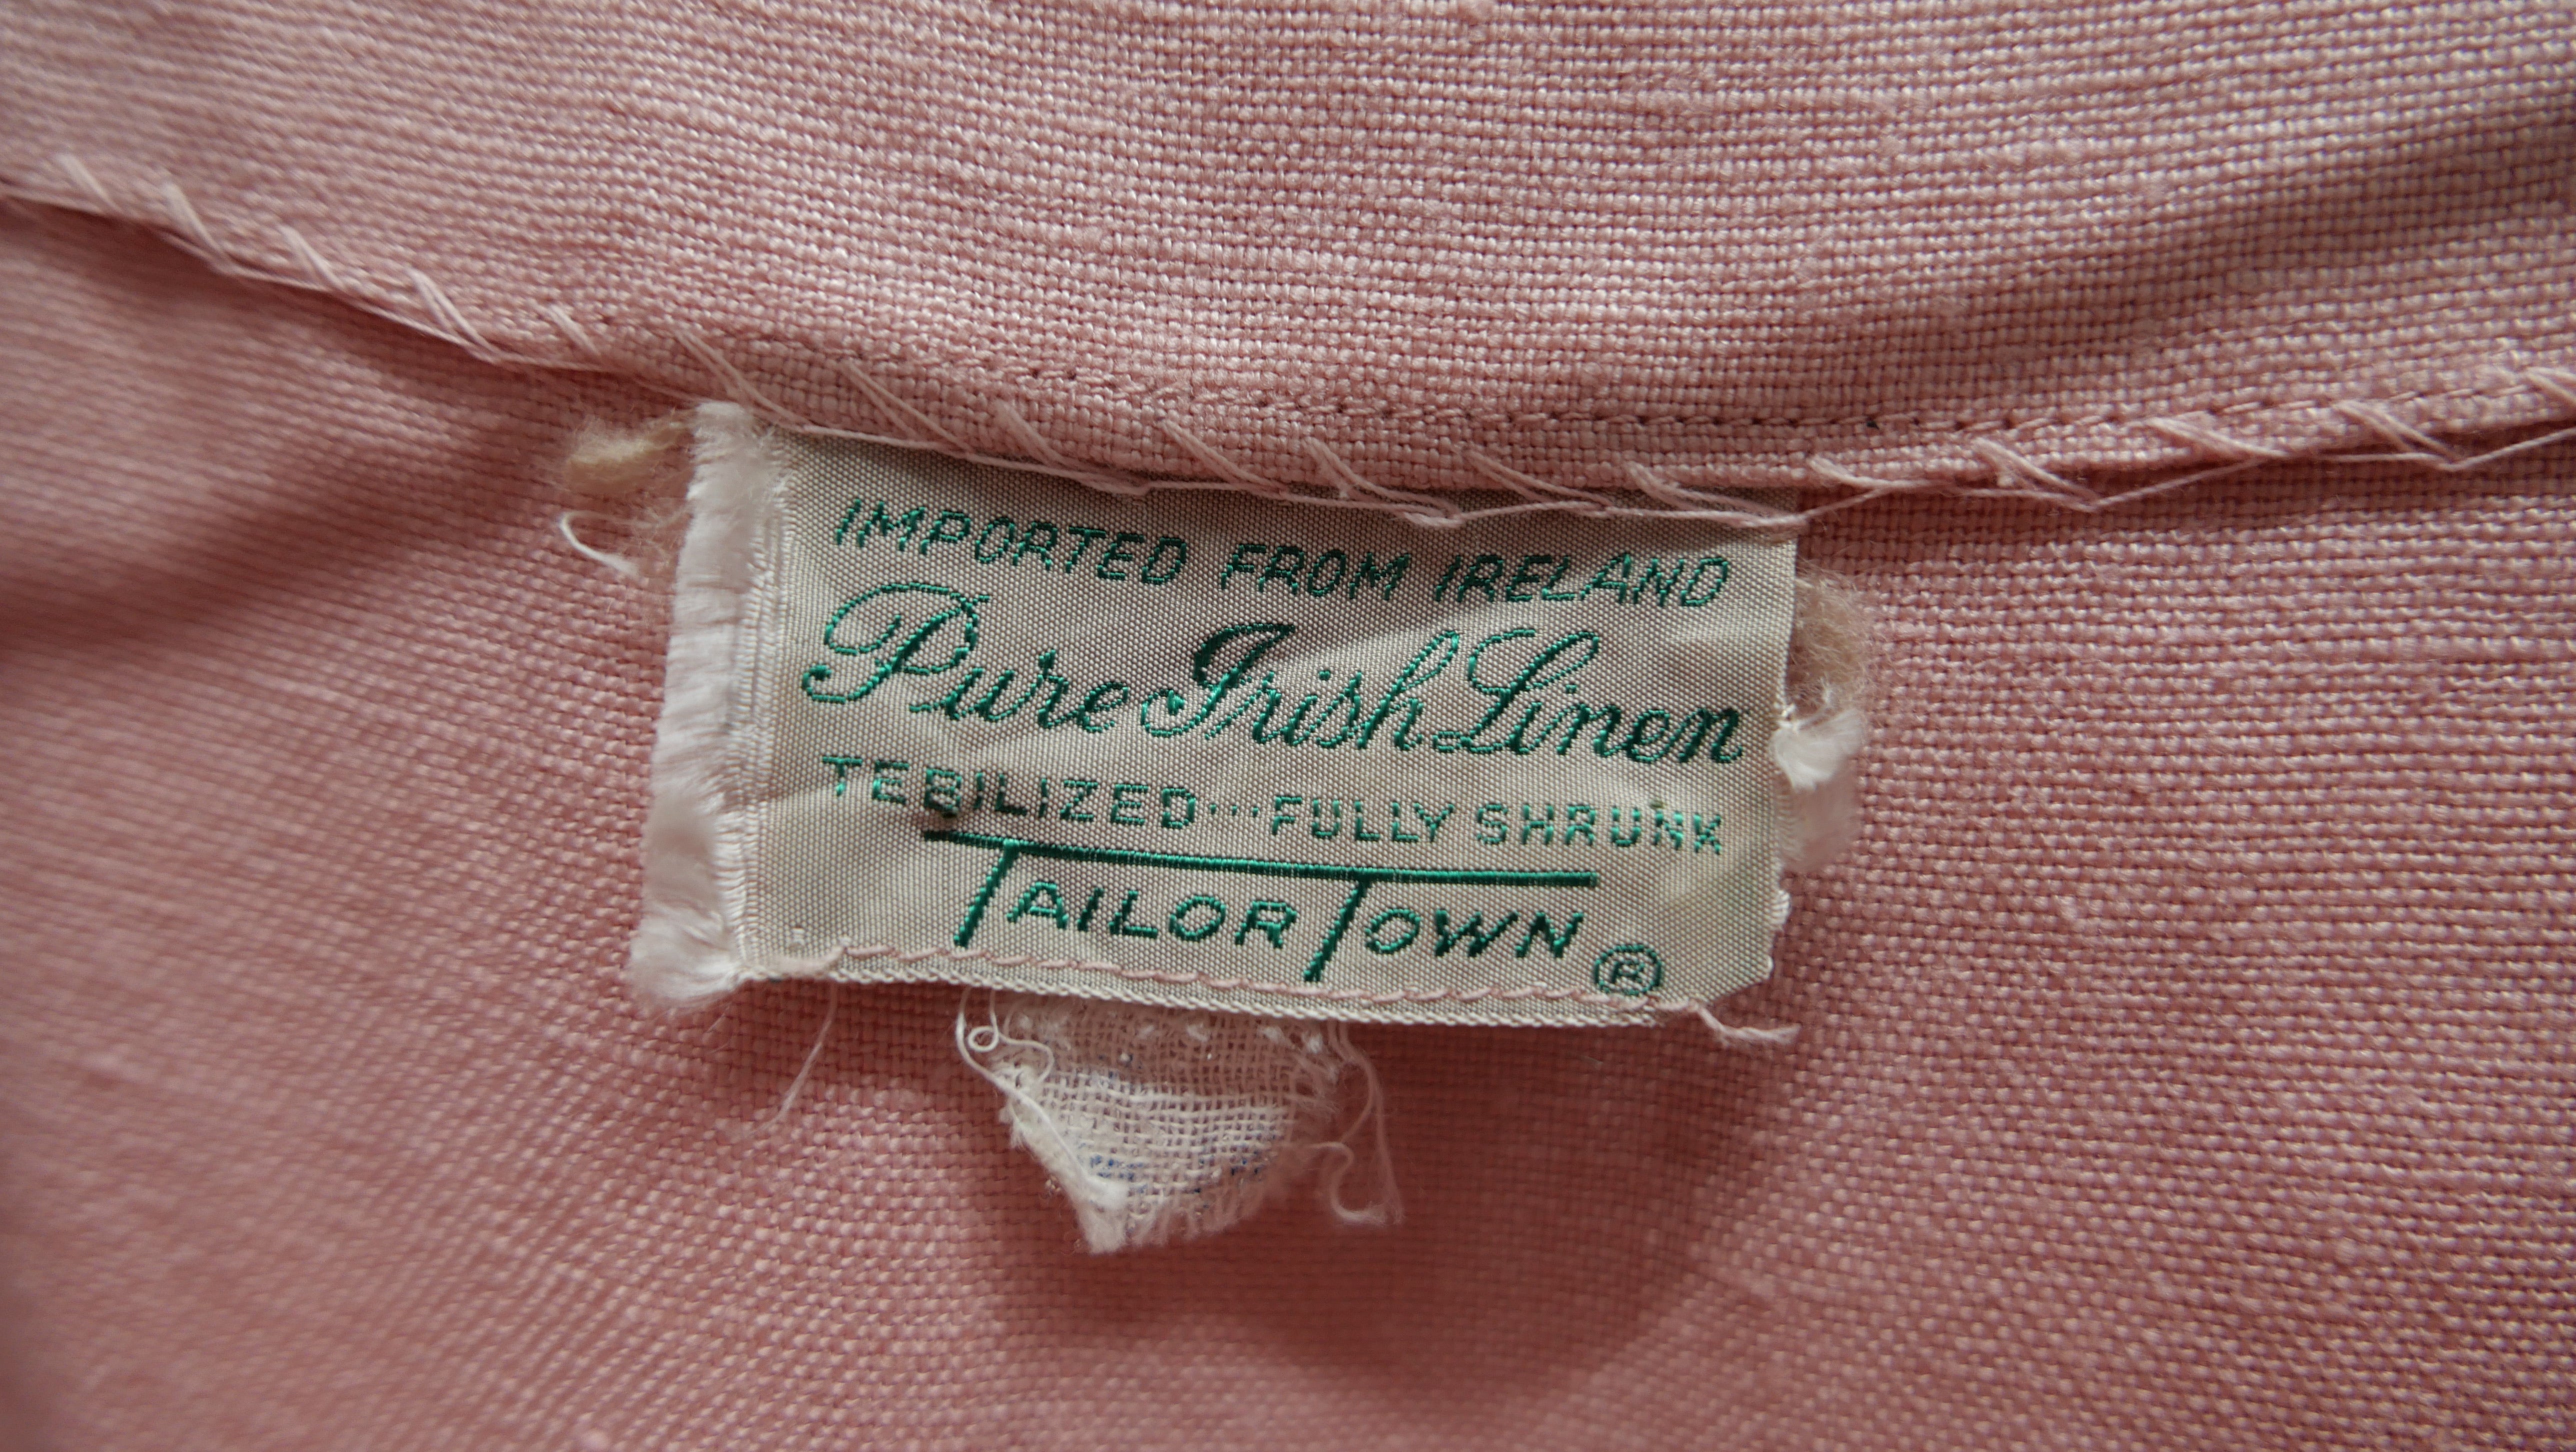 IMPORTED FROM IRELAND
Pure Irish Linen
TEBILIZED...FULLY SHRUNK
TAILOR TOWN ®